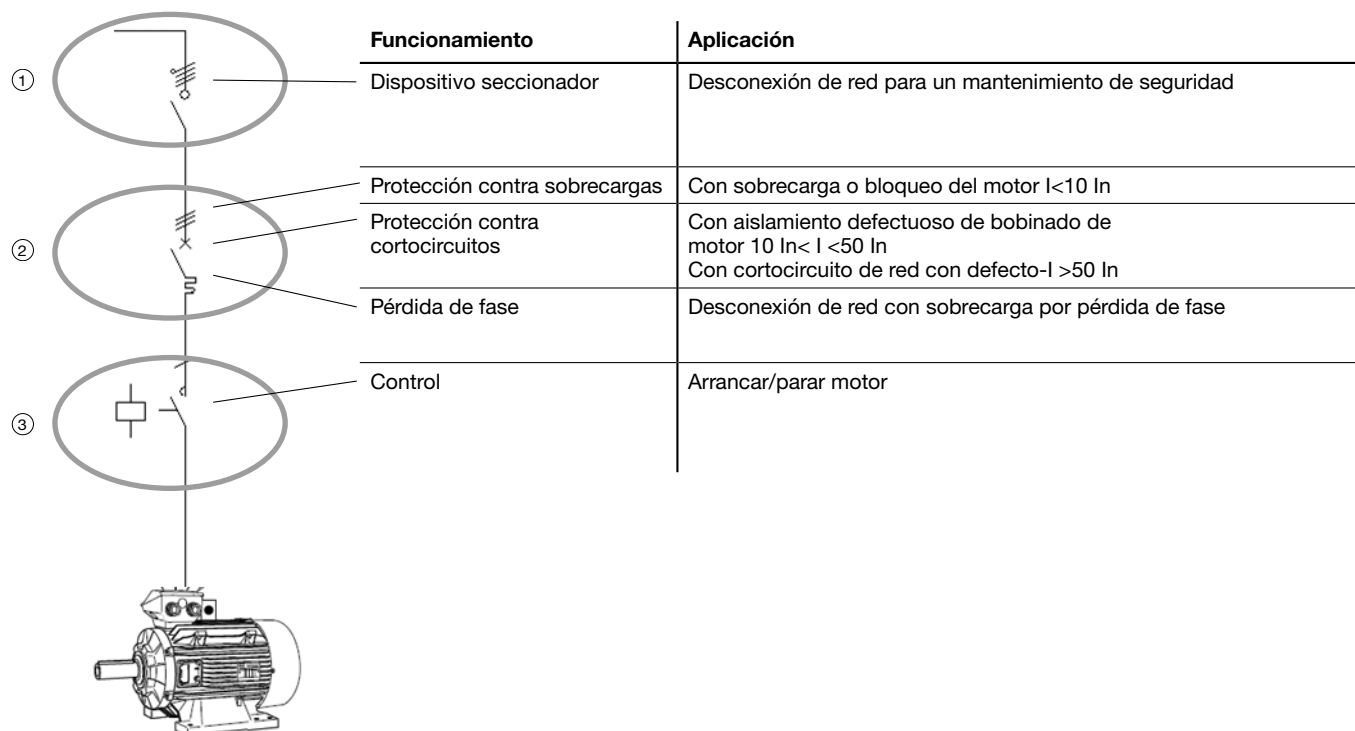 Funcionamiento Aplicación
① Dispositivo seccionador Desconexión de red para un mantenimiento de seguridad
Protección contra sobrecargas Con sobrecarga o bloqueo del motor I<10 In
② Protección contra
cortocircuitos
Con aislamiento defectuoso de bobinado de
motor 10 In< I <50 In
Con cortocircuito de red con defecto-I >50 In
Pérdida de fase Desconexión de red con sobrecarga por pérdida de fase
③ Control Arrancar/parar motor